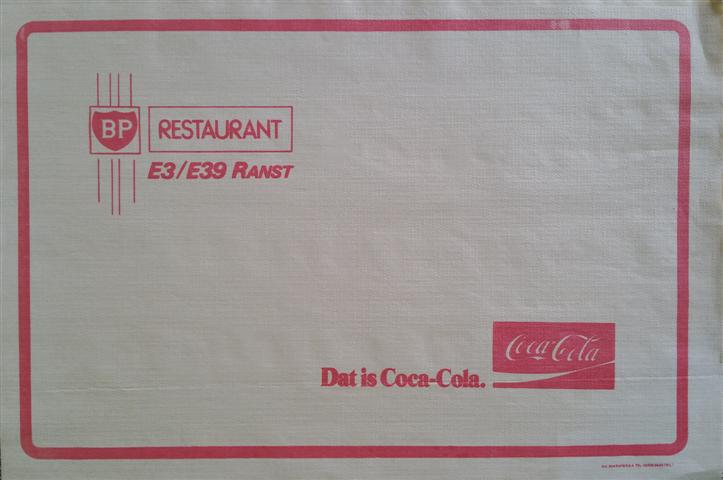 BP
RESTAURANT
E3/E39 RANST
Coca-Cola
Dat is Coca-Cola.